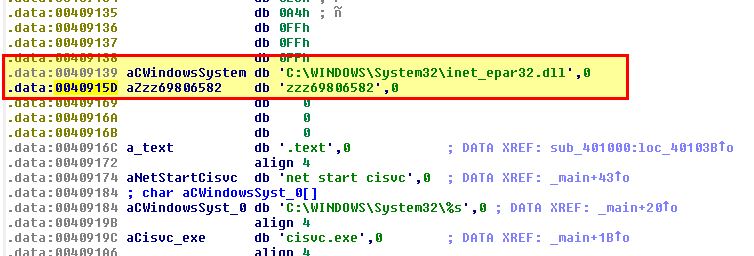 .data:00409135 db 0A4h ; ñ
.data:00409136 db 0FFh
.data:00409137 db 0FFh
.data:00409138 db 0FFh
.data:00409139 aCWindowsSystem db 'C:\WINDOWS\System32\inet_epar32.dll',0
.data:0040915D aZzz69806582 db 'zzz69806582',0
.data:00409169 db 0
.data:0040916A db 0
.data:0040916B db 0
.data:0040916C a_text db '.text',0 ; DATA XREF: sub_401000:loc_40103B↑o
.data:00409172 align 4
.data:00409174 aNetStartCisvc db 'net start cisvc',0 ; DATA XREF: _main+43↑o
.data:00409184 ; char aCWindowsSyst_0[]
.data:00409184 aCWindowsSyst_0 db 'C:\WINDOWS\System32\%s',0 ; DATA XREF: _main+20↑o
.data:0040919B align 4
.data:0040919C aCisvc_exe db 'cisvc.exe',0 ; DATA XREF: _main+1B↑o
.data:004091A6 align 4